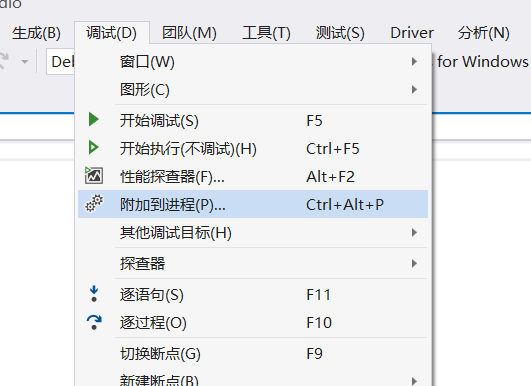 dio
生成(B) 调试(D) 团队(M) 工具(T) 测试(S) Driver 分析(N)
De for Windows
窗口(W)
图形(C)
开始调试(S) F5
开始执行(不调试)(H) Ctrl+F5
性能探查器(F)... Alt+F2
附加到进程(P)... Ctrl+Alt+P
其他调试目标(H)
探查器
逐语句(S) F11
逐过程(O) F10
切换断点(G) F9
新建断点(B)